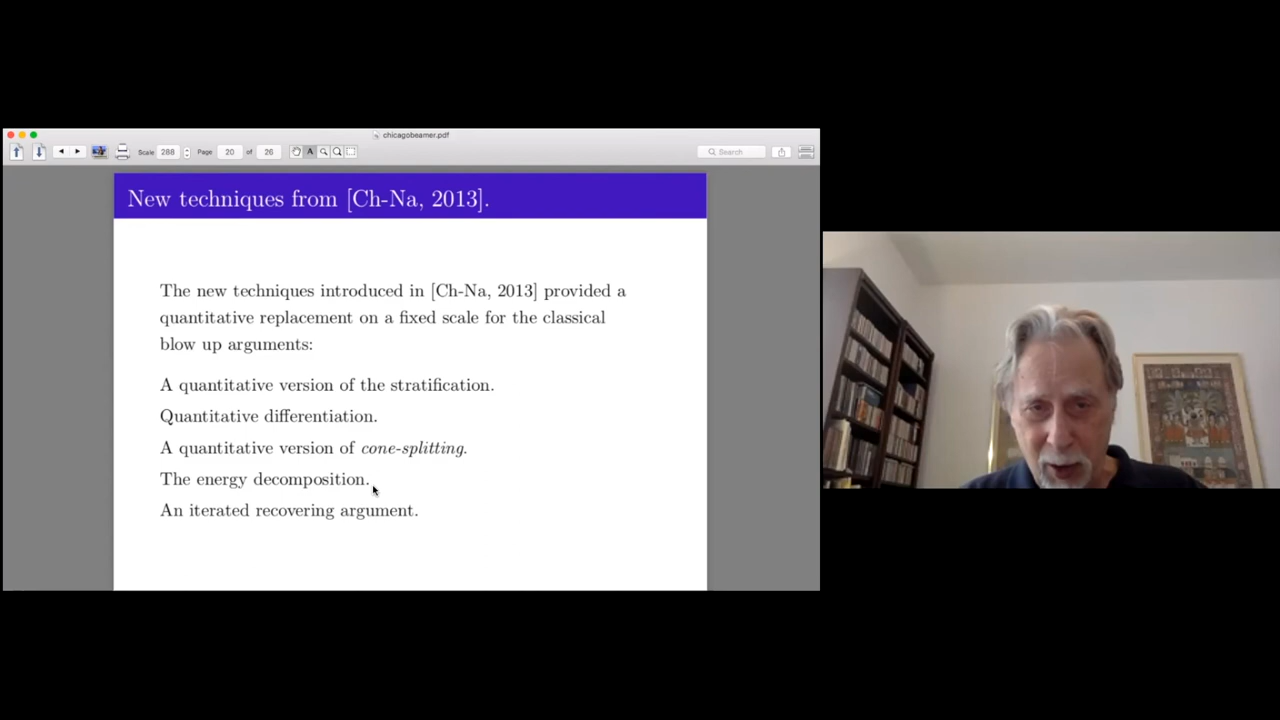 chicagobeamer.pdf
Scale 288 Page 20 of 26 A Search
New techniques from [Ch-Na, 2013].
The new techniques introduced in [Ch-Na, 2013] provided a
quantitative replacement on a fixed scale for the classical
blow up arguments:
A quantitative version of the stratification.
Quantitative differentiation.
A quantitative version of cone-splitting.
The energy decomposition.
An iterated recovering argument.